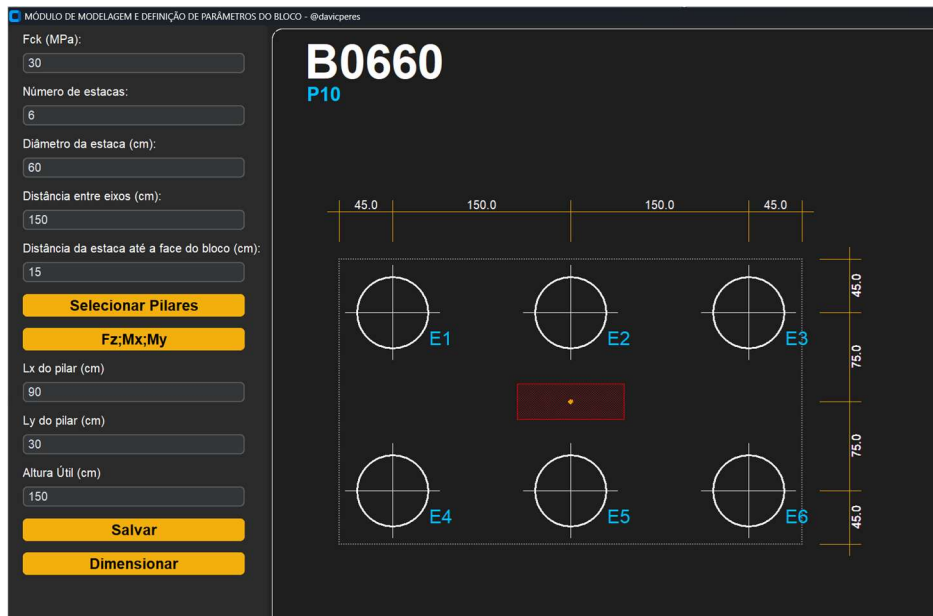 MÓDULO DE MODELAGEM E DEFINIÇÃO DE PARÂMETROS DO BLOCO - @davicperes
Fck (MPa):
30
Número de estacas:
6
Diâmetro da estaca (cm):
60
Distância entre eixos (cm):
150
Distância da estaca até a face do bloco (cm):
15
Selecionar Pilares
Fz;Mx;My
Lx do pilar (cm)
90
Ly do pilar (cm)
30
Altura Útil (cm)
150
Salvar
Dimensionar
B0660
P10
45.0 150.0 150.0 45.0
45.0
E1 E2 E3
75.0
75.0
E4 E5 E6
45.0